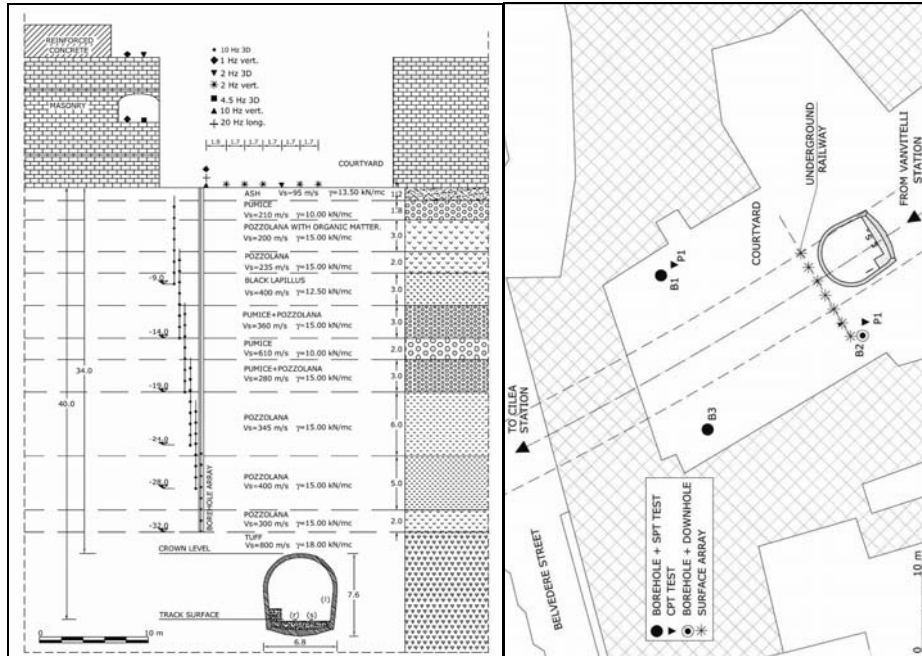 REINFORCED
CONCRETE
MASONRY
10 Hz 3D
1 Hz vert.
2 Hz 3D
2 Hz vert.
4.5 Hz 3D
10 Hz vert.
20 Hz long.
1.7 1.7 1.7 1.7 1.7
COURTYARD
ASH Vs=95 m/s γ=13.50 kN/mc
1.2
PUMICE
Vs=210 m/s γ=10.00 kN/mc
1.8
POZZOLANA WITH ORGANIC MATTER.
Vs=200 m/s γ=15.00 kN/mc
3.0
POZZOLANA
Vs=235 m/s γ=15.00 kN/mc
2.0
-9.0
BLACK LAPILLUS
Vs=400 m/s γ=12.50 kN/mc
3.0
PUMICE+POZZOLANA
Vs=360 m/s γ=15.00 kN/mc
3.0
-14.0
PUMICE
Vs=610 m/s γ=10.00 kN/mc
2.0
PUMICE+POZZOLANA
Vs=280 m/s γ=15.00 kN/mc
3.0
-19.0
34.0
40.0
POZZOLANA
Vs=345 m/s γ=15.00 kN/mc
6.0
-24.0
POZZOLANA
Vs=400 m/s γ=15.00 kN/mc
5.0
-28.0
BOREHOLE ARRAY
POZZOLANA
Vs=300 m/s γ=15.00 kN/mc
2.0
-32.0
TUFF
Vs=800 m/s γ=18.00 kN/mc
CROWN LEVEL
TRACK SURFACE
(l)
(r) (s)
7.6
6.8
0 10 m
UNDERGROUND
RAILWAY
FROM VANVITELLI
STATION
COURTYARD
B1
P1
B2
P1
B3
TO CILEA
STATION
BELVEDERE STREET
BOREHOLE + SPT TEST
CPT TEST
BOREHOLE + DOWNHOLE
SURFACE ARRAY
0 10 m